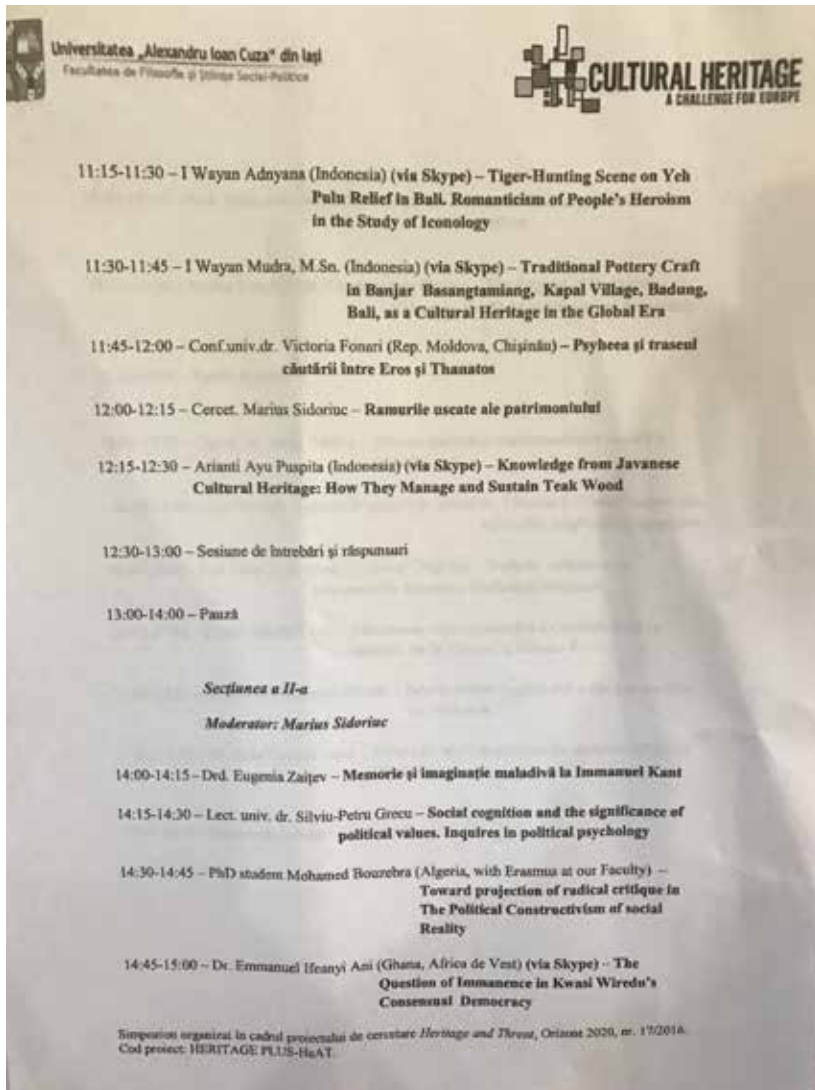 Universitatea „Alexandru Ioan Cuza” din Iași
Facultatea de Filosofie și Științe Social-Politice
CULTURAL HERITAGE
A CHALLENGE FOR EUROPE
11:15-11:30 – I Wayan Adnyana (Indonesia) (via Skype) – Tiger-Hunting Scene on Yeh
Pulu Relief in Bali. Romanticism of People's Heroism
in the Study of Iconology
11:30-11:45 – I Wayan Mudra, M.Sn. (Indonesia) (via Skype) – Traditional Pottery Craft
in Banjar Basangtamiang, Kapal Village, Badung,
Bali, as a Cultural Heritage in the Global Era
11:45-12:00 – Conf.univ.dr. Victoria Fonari (Rep. Moldova, Chișinău) – Psyheea și traseul
căutării între Eros și Thanatos
12:00-12:15 – Cercet. Marius Sidoriuc – Ramurile uscate ale patrimoniului
12:15-12:30 – Arianti Ayu Puspita (Indonesia) (via Skype) – Knowledge from Javanese
Cultural Heritage: How They Manage and Sustain Teak Wood
12:30-13:00 – Sesiune de întrebări și răspunsuri
13:00-14:00 – Pauză
Secțiunea a II-a
Moderator: Marius Sidoriuc
14:00-14:15 – Drd. Eugenia Zaițev – Memorie și imaginație maladivă la Immanuel Kant
14:15-14:30 – Lect. univ. dr. Silviu-Petru Grecu – Social cognition and the significance of
political values. Inquires in political psychology
14:30-14:45 – PhD student Mohamed Bourebra (Algeria, with Erasmus at our Faculty) –
Toward projection of radical critique in
The Political Constructivism of social
Reality
14:45-15:00 – Dr. Emmanuel Ifeanyi Ani (Ghana, Africa de Vest) (via Skype) – The
Question of Immanence in Kwasi Wiredu's
Consensual Democracy
Simpozion organizat în cadrul proiectului de cercetare Heritage and Threat, Orizont 2020, nr. 17/2016.
Cod proiect: HERITAGE PLUS-HeAT.